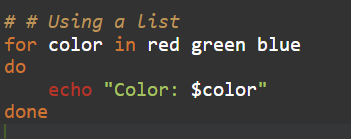 # # Using a list
for color in red green blue
do
    echo "Color: $color"
done